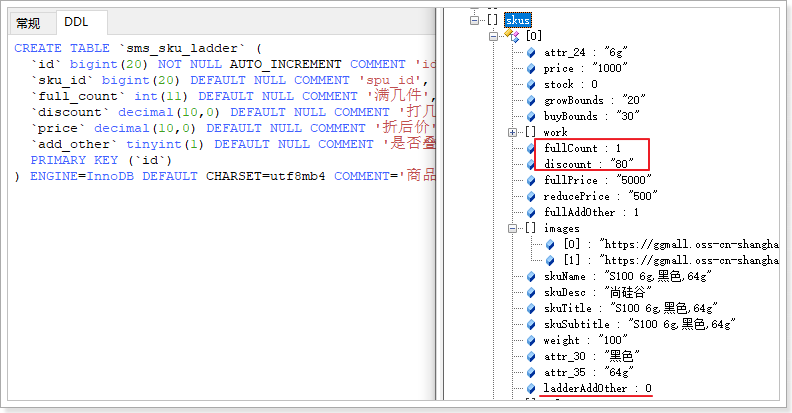 常规
DDL
CREATE TABLE `sms_sku_ladder` (
`id` bigint(20) NOT NULL AUTO_INCREMENT COMMENT 'id
`sku_id` bigint(20) DEFAULT NULL COMMENT 'spu_id',
`full_count` int(11) DEFAULT NULL COMMENT '满几件',
`discount` decimal(10,0) DEFAULT NULL COMMENT '打几
`price` decimal(10,0) DEFAULT NULL COMMENT '折后价'
`add_other` tinyint(1) DEFAULT NULL COMMENT '是否叠
PRIMARY KEY (`id`)
) ENGINE=InnoDB DEFAULT CHARSET=utf8mb4 COMMENT='商品
[] skus
[0]
attr_24 : "6g"
price : "1000"
stock : 0
growBounds : "20"
buyBounds : "30"
[] work
fullCount : 1
discount : "80"
fullPrice : "5000"
reducePrice : "500"
fullAddOther : 1
[] images
[0] : "https://ggmall.oss-cn-shangha
[1] : "https://ggmall.oss-cn-shangha
skuName : "S100 6g,黑色,64g"
skuDesc : "尚硅谷"
skuTitle : "S100 6g,黑色,64g"
skuSubtitle : "S100 6g,黑色,64g"
weight : "100"
attr_30 : "黑色"
attr_35 : "64g"
ladderAddOther : 0